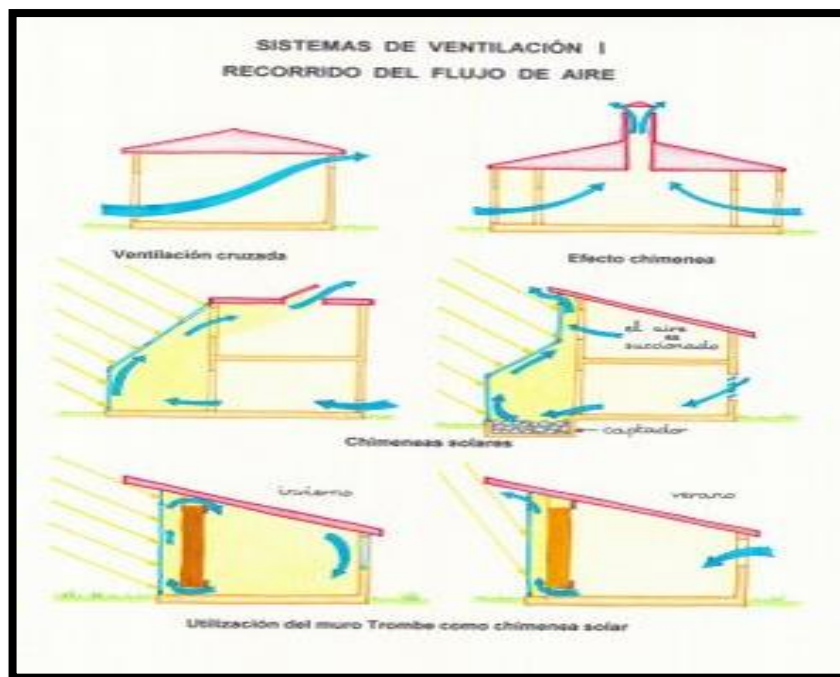 SISTEMAS DE VENTILACIÓN I
RECORRIDO DEL FLUJO DE AIRE
Ventilación cruzada
Efecto chimenea
el aire
es
succionado
captador
Chimeneas solares
invierno
verano
Utilización del muro Trombe como chimenea solar